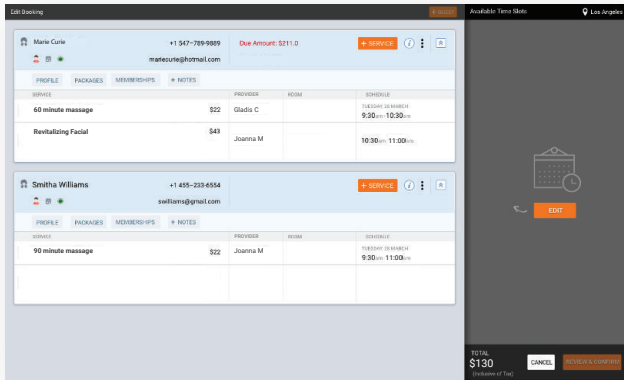 Edit Booking
+ GUEST
Available Time Slots
Los Angeles
Marie Curie
+1 547-789-9889
Due Amount: $211.0
+ SERVICE
mariecurie@hotmail.com
PROFILE
PACKAGES
MEMBERSHIPS
+ NOTES
SERVICE
PROVIDER
ROOM
SCHEDULE
60 minute massage
$22
Gladis C
TUESDAY 28 MARCH
9:30am-10:30am
Revitalizing Facial
$43
Joanna M
10:30am-11:00am
Smitha Williams
+1 455-233-6554
+ SERVICE
swilliams@gmail.com
PROFILE
PACKAGES
MEMBERSHIPS
+ NOTES
SERVICE
PROVIDER
ROOM
SCHEDULE
90 minute massage
$22
Joanna M
TUESDAY 28 MARCH
9:30am-11:00am
EDIT
TOTAL
$130
(Inclusive of Tax)
CANCEL
REVIEW & CONFIRM